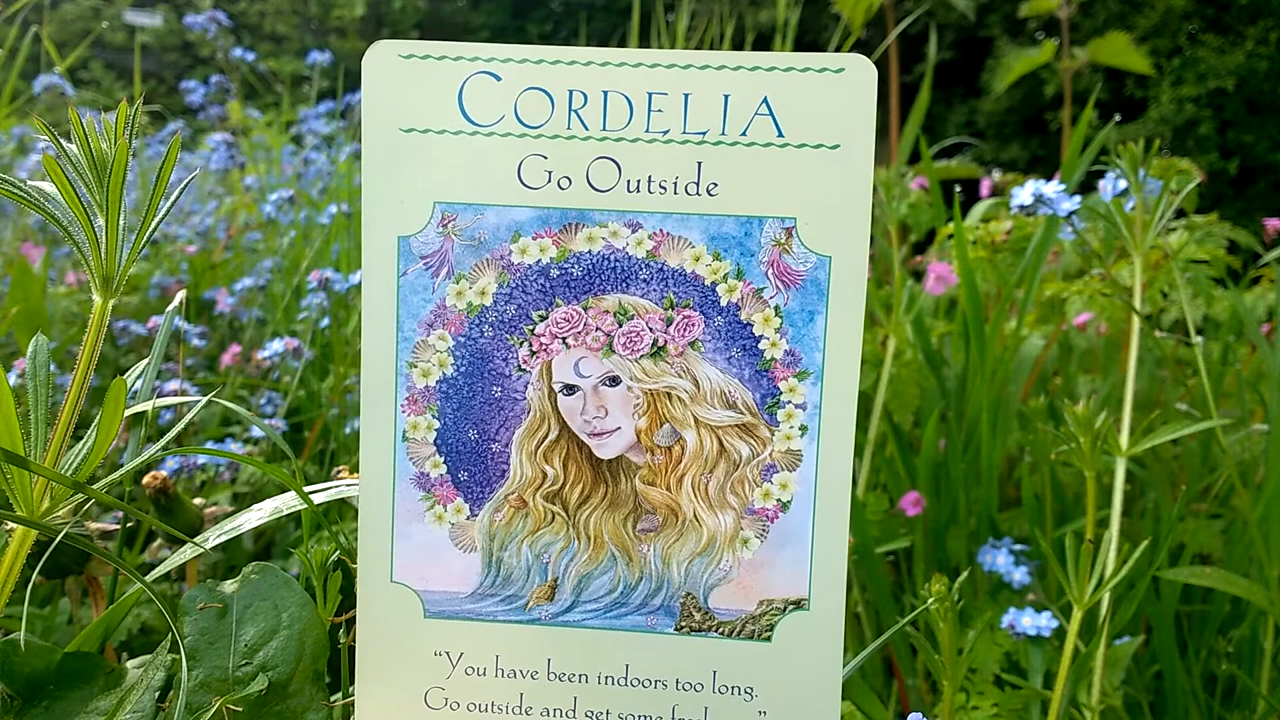 CORDELIA
Go Outside
“You have been indoors too long.
Go outside and get some ”